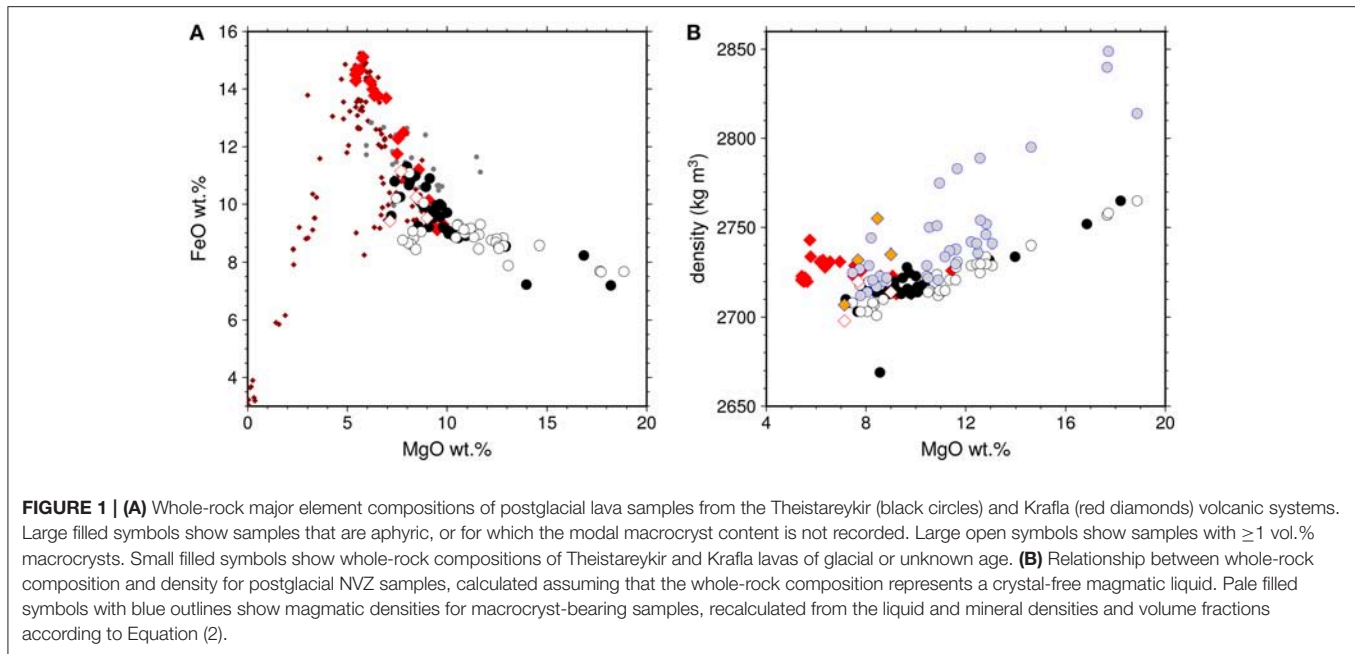 A
B
16
14
12
10
8
6
4
FeO wt.%
0
5
10
15
20
MgO wt.%
2850
2800
2750
2700
2650
density (kg m³)
4
8
12
16
20
MgO wt.%
FIGURE 1 | (A) Whole-rock major element compositions of postglacial lava samples from the Theistareykir (black circles) and Krafla (red diamonds) volcanic systems.
Large filled symbols show samples that are aphyric, or for which the modal macrocryst content is not recorded. Large open symbols show samples with ≥1 vol.%
macrocrysts. Small filled symbols show whole-rock compositions of Theistareykir and Krafla lavas of glacial or unknown age. (B) Relationship between whole-rock
composition and density for postglacial NVZ samples, calculated assuming that the whole-rock composition represents a crystal-free magmatic liquid. Pale filled
symbols with blue outlines show magmatic densities for macrocryst-bearing samples, recalculated from the liquid and mineral densities and volume fractions
according to Equation (2).